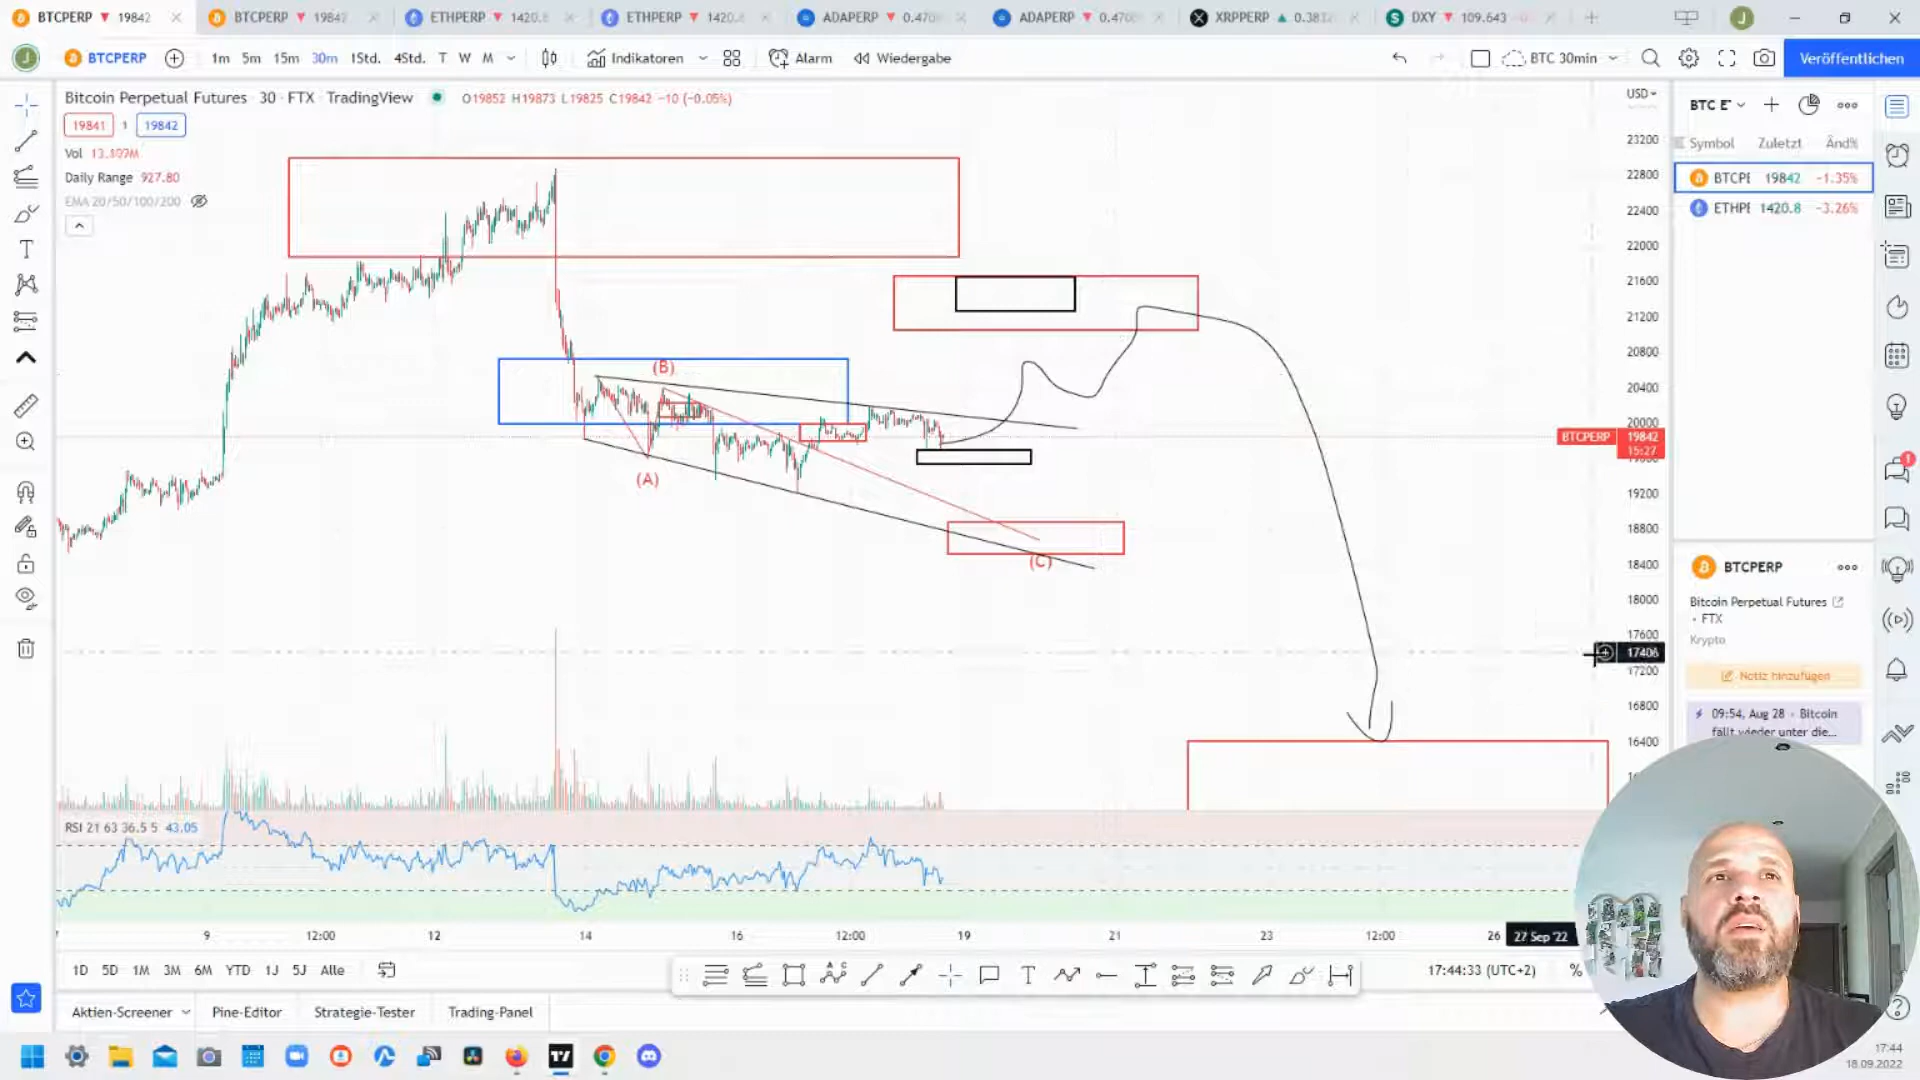 BTCPERP ▼ 19842
BTCPERP ▼ 19842
ETHPERP ▼ 1420.8
ETHPERP ▼ 1420.8
ADAPERP ▼ 0.470
ADAPERP ▼ 0.470
XRPPERP ▲ 0.383
DXY ▼ 109.643
J
J
BTCPERP
1m 5m 15m 30m 1Std. 4Std. T W M
Indikatoren
Alarm
Wiedergabe
BTC 30min
Veröffentlichen
Bitcoin Perpetual Futures · 30 · FTX · TradingView
O19852 H19873 L19825 C19842 −10 (−0.05%)
19841 1 19842
Vol
Daily Range 927.80
EMA 20/50/100/200
USD
23200
22800
22400
22000
21600
21200
20800
20400
20000
BTCPERP 19842
15:27
19200
18800
18400
18000
17600
17406
17200
16800
16400
(B)
(A)
(C)
RSI 21 63 36.5 5 43.05
9 12:00 12 14 16 12:00 19 21 23 12:00 26 27 Sep '22
1D 5D 1M 3M 6M YTD 1J 5J Alle
17:44:33 (UTC+2) %
Aktien-Screener Pine-Editor Strategie-Tester Trading-Panel
BTC E
Symbol Zuletzt Änd%
BTCPE 19842 −1.35%
ETHPE 1420.8 −3.26%
1
BTCPERP
Bitcoin Perpetual Futures
• FTX
Krypto
Notiz hinzufügen
09:54, Aug 28 • Bitcoin
fällt wieder unter die...
17:44
18.09.2022